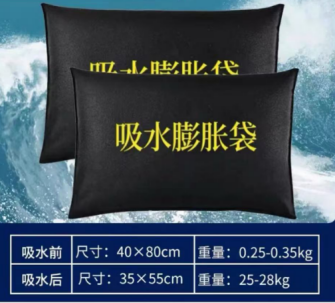 吸水膨胀袋
吸水膨胀袋
吸水前 尺寸：40×80cm 重量：0.25-0.35kg
吸水后 尺寸：35×55cm 重量：25-28kg